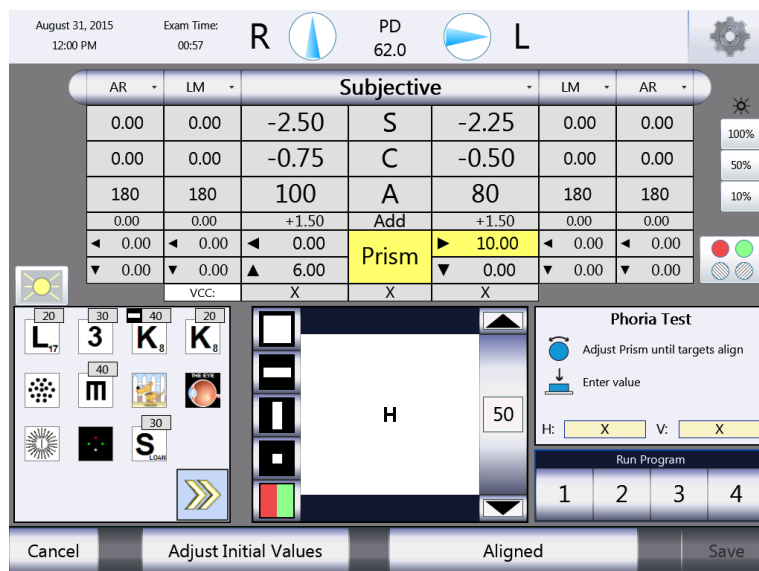 August 31, 2015 Exam Time: PD
12:00 PM 00:57 R 62.0 L
AR LM Subjective LM AR
0.00 0.00 -2.50 S -2.25 0.00 0.00 100%
0.00 0.00 -0.75 C -0.50 0.00 0.00 50%
180 180 100 A 80 180 180 10%
0.00 0.00 +1.50 Add +1.50 0.00 0.00
0.00 0.00 0.00 Prism 10.00 0.00 0.00
0.00 0.00 6.00 0.00 0.00 0.00
VCC: X X X
20 30 40 20
L 17 3 K 8 K 8
40 THE EYE
m
30
S LOAN
H
50
Phoria Test
Adjust Prism until targets align
Enter value
H: X V: X
Run Program
1 2 3 4
Cancel Adjust Initial Values Aligned Save